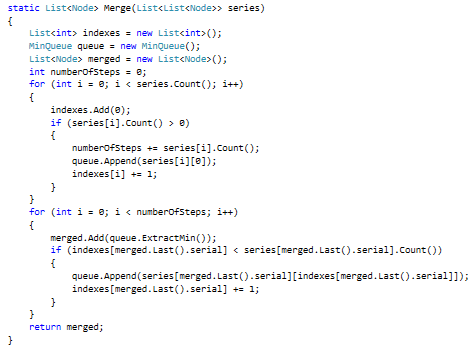 static List<Node> Merge(List<List<Node>> series)
{
    List<int> indexes = new List<int>();
    MinQueue queue = new MinQueue();
    List<Node> merged = new List<Node>();
    int numberOfSteps = 0;
    for (int i = 0; i < series.Count(); i++)
    {
        indexes.Add(0);
        if (series[i].Count() > 0)
        {
            numberOfSteps += series[i].Count();
            queue.Append(series[i][0]);
            indexes[i] += 1;
        }
    }
    for (int i = 0; i < numberOfSteps; i++)
    {
        merged.Add(queue.ExtractMin());
        if (indexes[merged.Last().serial] < series[merged.Last().serial].Count())
        {
            queue.Append(series[merged.Last().serial][indexes[merged.Last().serial]]);
            indexes[merged.Last().serial] += 1;
        }
    }
    return merged;
}